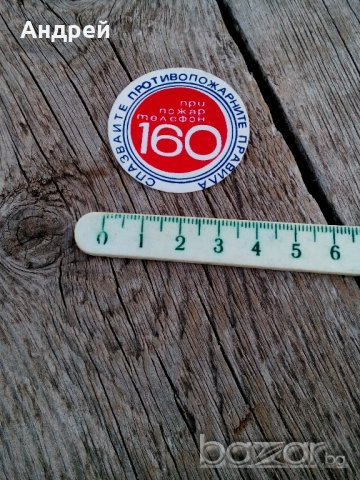 Андрей
СПАЗВАЙТЕ ПРОТИВОПОЖАРНИТЕ ПРАВИЛА
при
пожар
телефон
160
0 1 2 3 4 5 6
bazar.bg